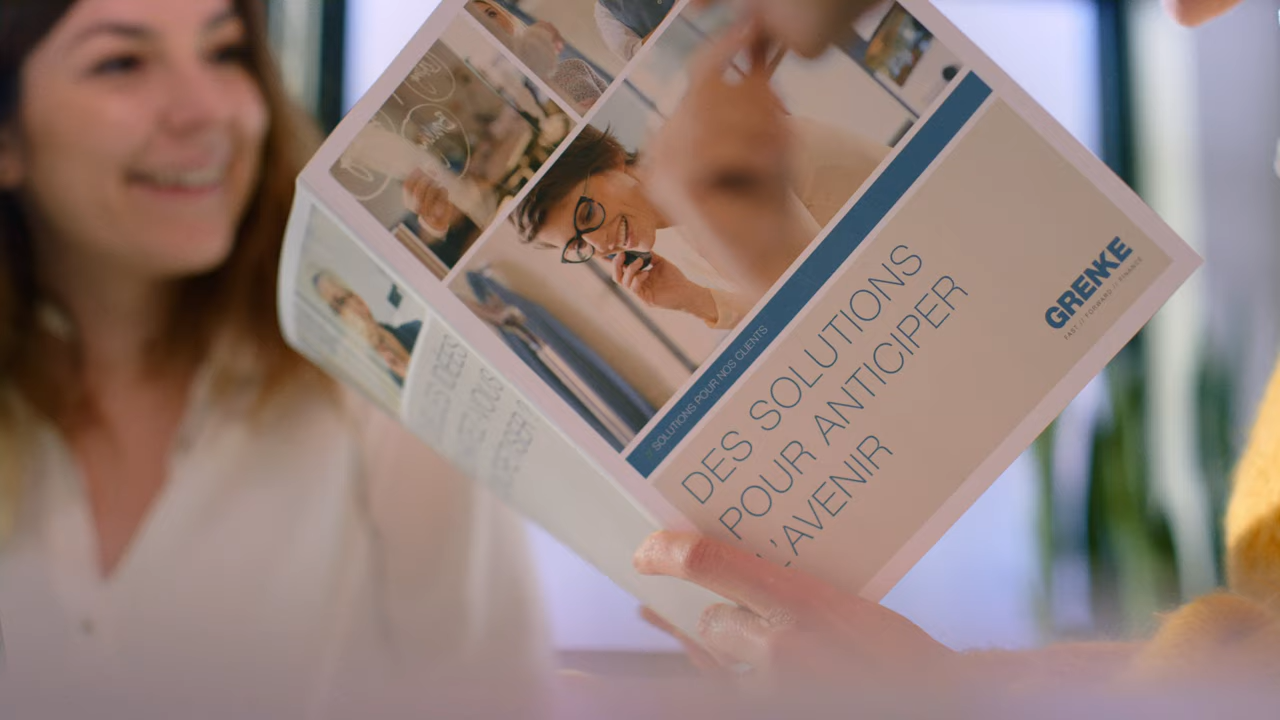 SOLUTIONS POUR NOS CLIENTS
DES SOLUTIONS
POUR ANTICIPER
L'AVENIR
GRENKE
FAST // FORWARD // FINANCE